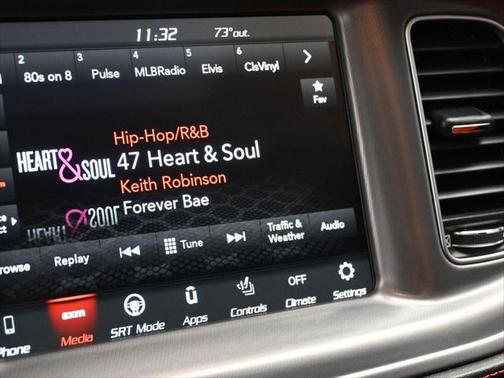 11:32 73° out.
2 3 4 5 6
80s on 8 Pulse MLBRadio Elvis ClsVinyl
Fav
Hip-Hop/R&B
HEART & SOUL 47 Heart & Soul
Keith Robinson
Forever Bae
Replay Tune Traffic & Weather Audio
sxm OFF
Phone Media SRT Mode Apps Controls Climate Settings